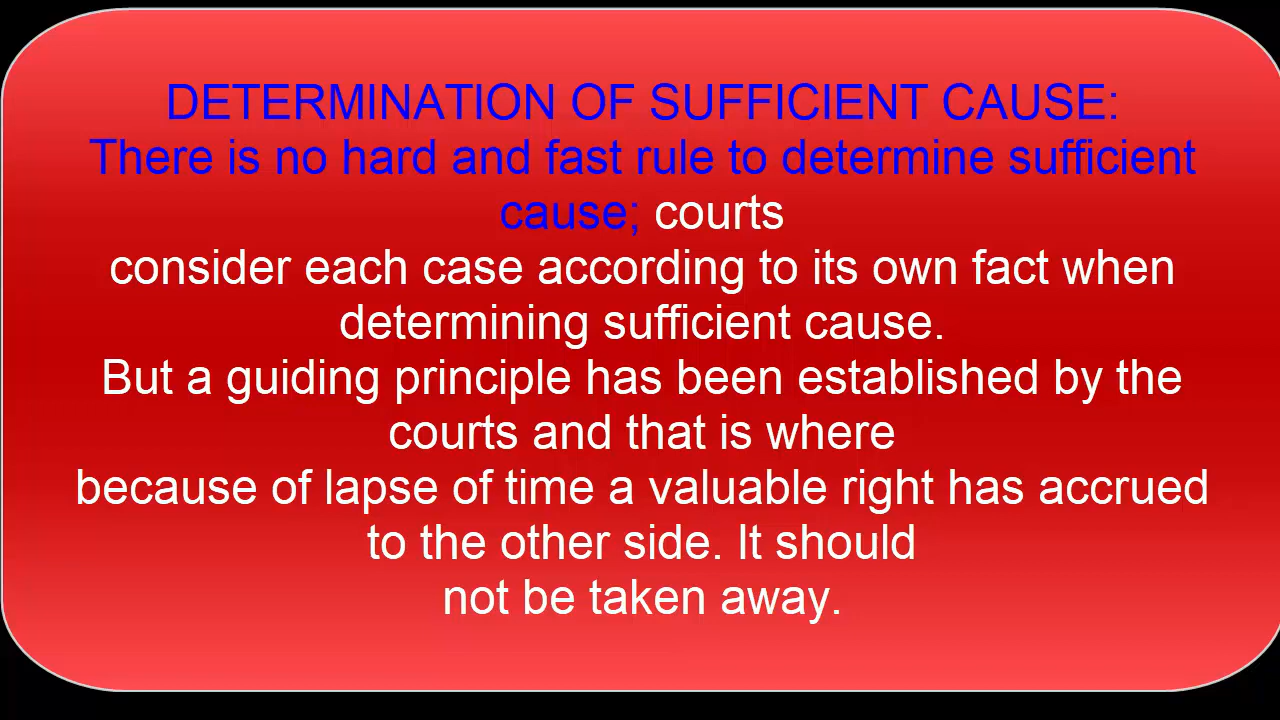 DETERMINATION OF SUFFICIENT CAUSE:
There is no hard and fast rule to determine sufficient
cause; courts
consider each case according to its own fact when
determining sufficient cause.
But a guiding principle has been established by the
courts and that is where
because of lapse of time a valuable right has accrued
to the other side. It should
not be taken away.